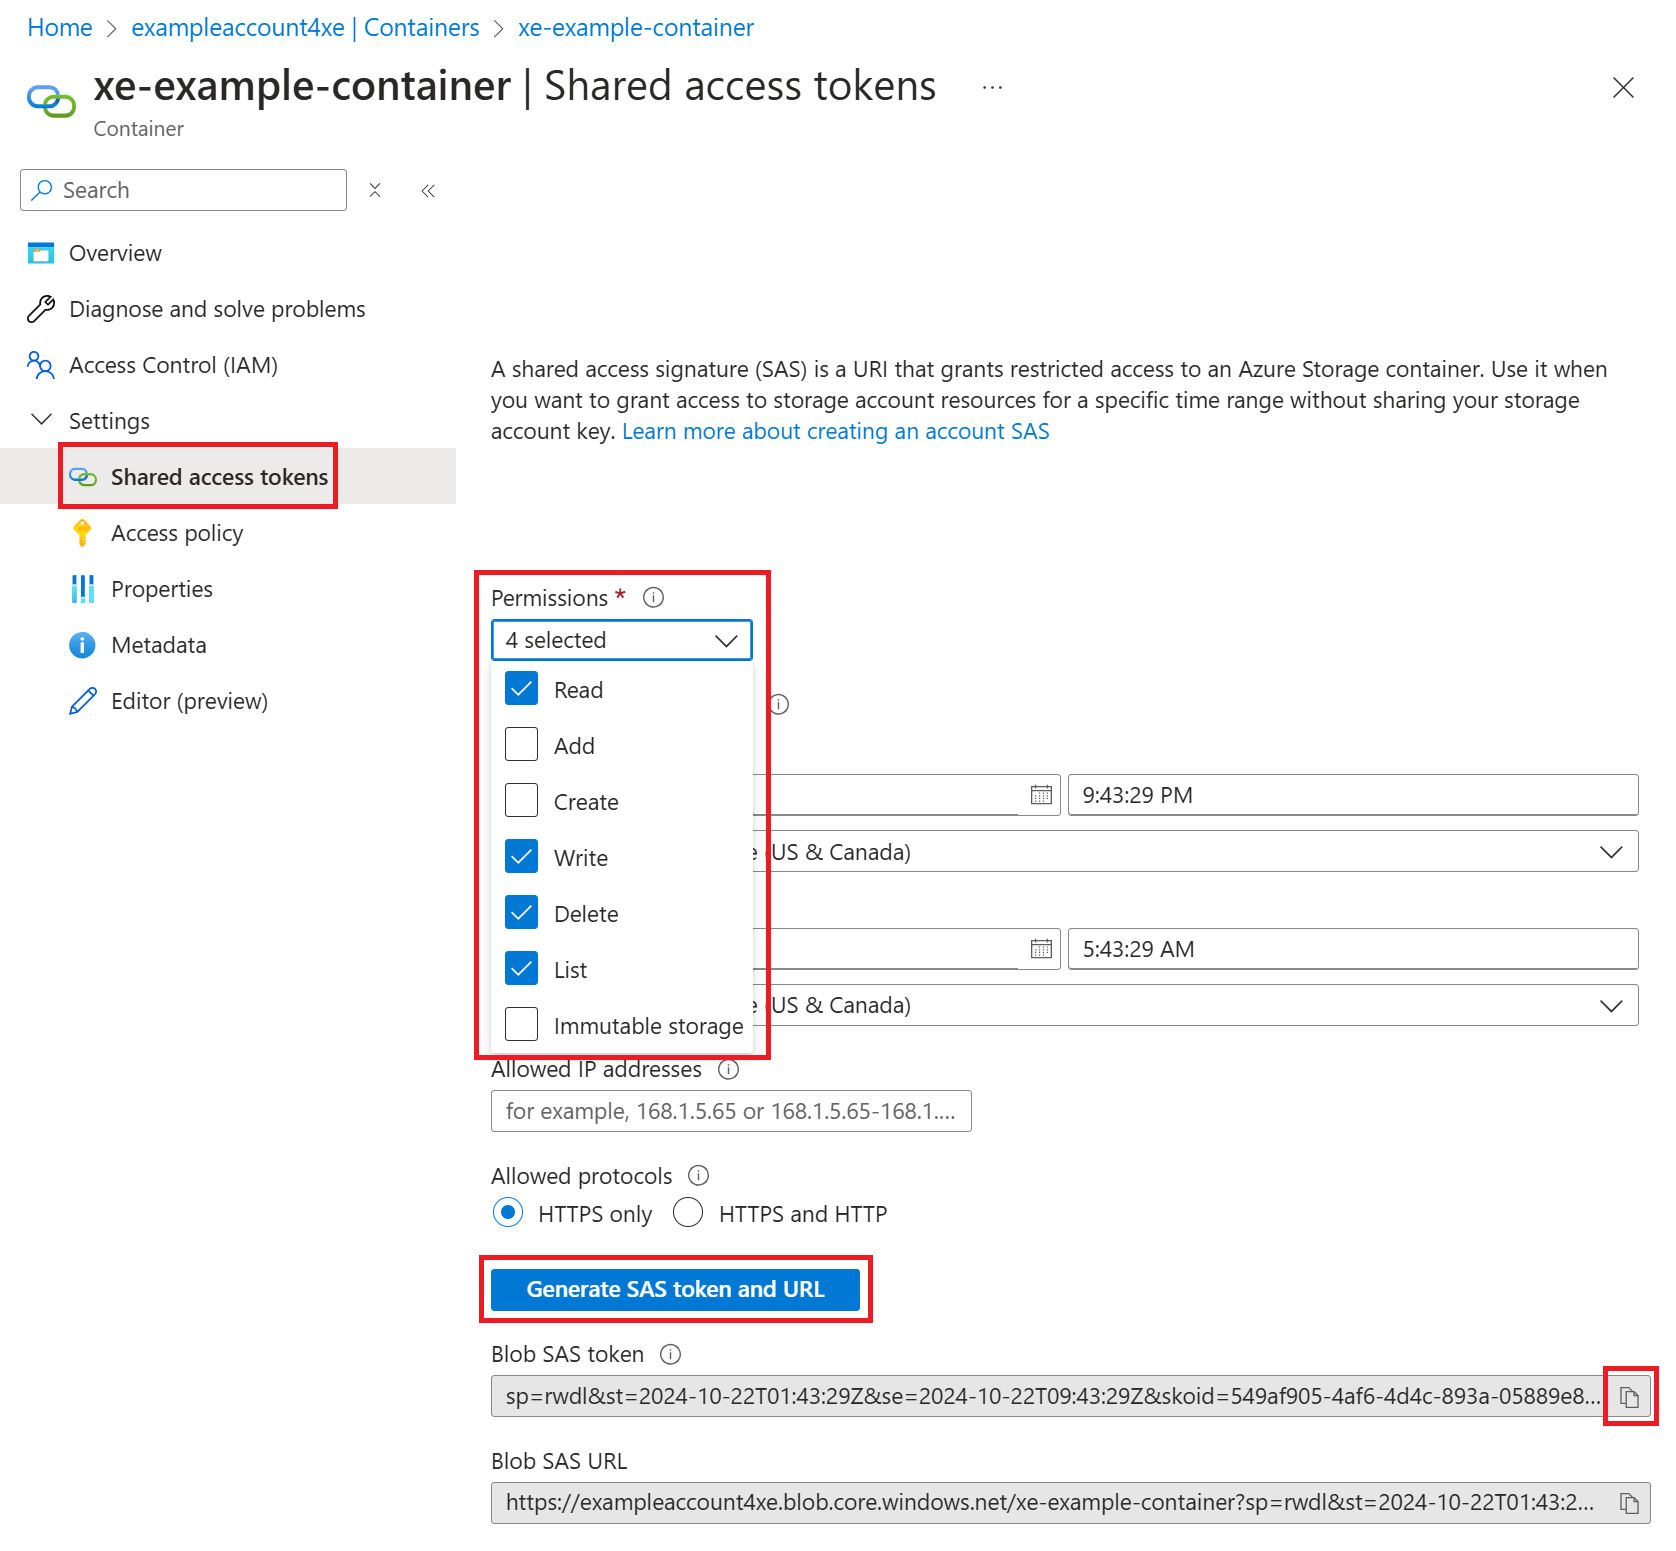 Home > exampleaccount4xe | Containers > xe-example-container
xe-example-container | Shared access tokens ...
Container
Search
Overview
Diagnose and solve problems
Access Control (IAM)
Settings
Shared access tokens
Access policy
Properties
Metadata
Editor (preview)
A shared access signature (SAS) is a URI that grants restricted access to an Azure Storage container. Use it when
you want to grant access to storage account resources for a specific time range without sharing your storage
account key. Learn more about creating an account SAS
Permissions *
4 selected
Read
Add
Create
Write
Delete
List
Immutable storage
9:43:29 PM
(US & Canada)
5:43:29 AM
(US & Canada)
Allowed IP addresses
for example, 168.1.5.65 or 168.1.5.65-168.1....
Allowed protocols
HTTPS only
HTTPS and HTTP
Generate SAS token and URL
Blob SAS token
sp=rwdl&st=2024-10-22T01:43:29Z&se=2024-10-22T09:43:29Z&skoid=549af905-4af6-4d4c-893a-05889e8...
Blob SAS URL
https://exampleaccount4xe.blob.core.windows.net/xe-example-container?sp=rwdl&st=2024-10-22T01:43:2...